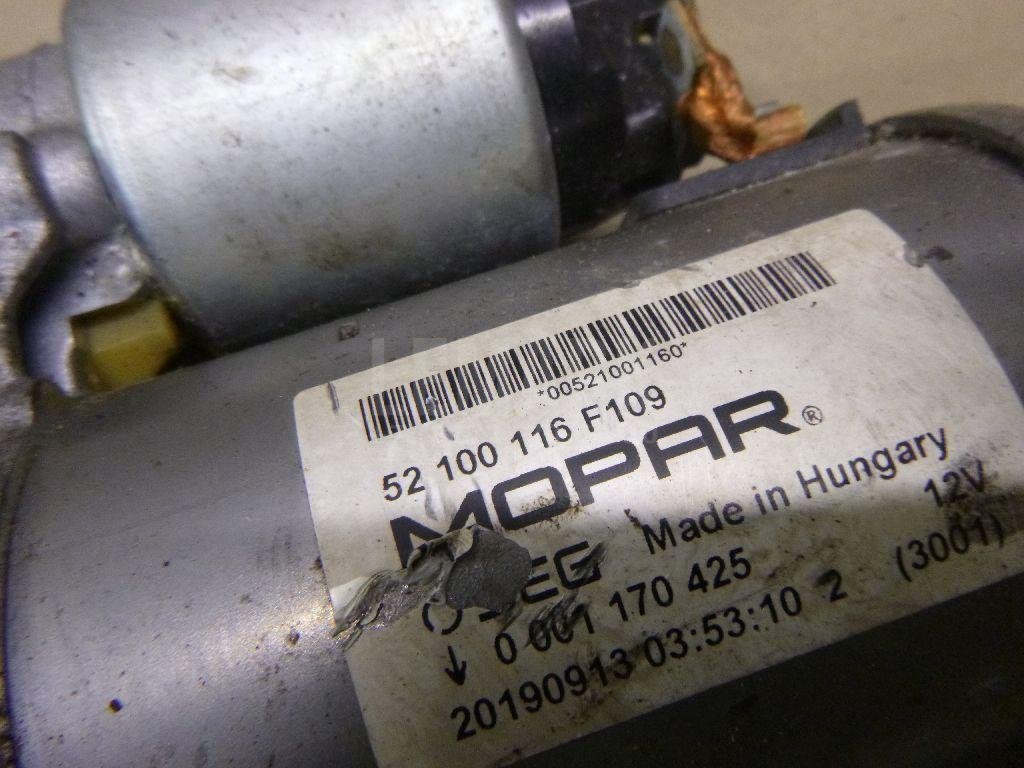 *00521001160*
52 100 116 F109
MOPAR®
SEG Made in Hungary
0 001 170 425 12V
20190913 03:53:10 2 (3001)